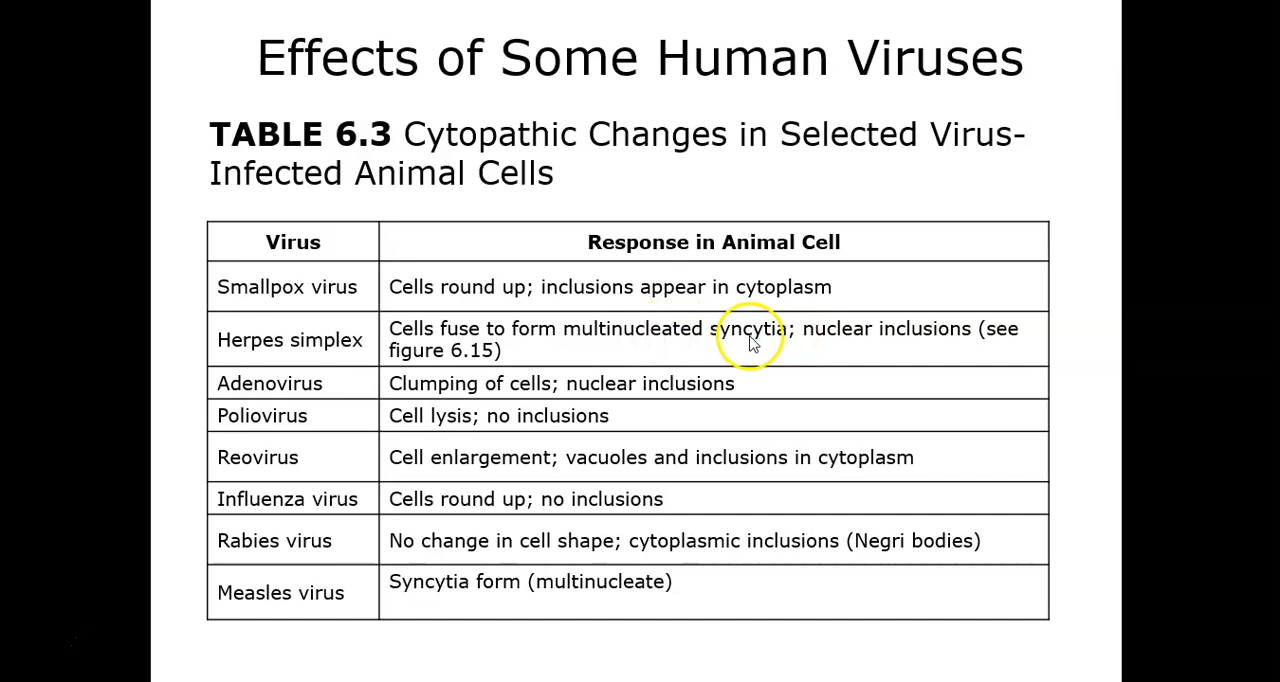 Effects of Some Human Viruses
TABLE 6.3 Cytopathic Changes in Selected Virus-
Infected Animal Cells
Virus
Response in Animal Cell
Smallpox virus
Cells round up; inclusions appear in cytoplasm
Herpes simplex
Cells fuse to form multinucleated syncytia; nuclear inclusions (see
figure 6.15)
Adenovirus
Clumping of cells; nuclear inclusions
Poliovirus
Cell lysis; no inclusions
Reovirus
Cell enlargement; vacuoles and inclusions in cytoplasm
Influenza virus
Cells round up; no inclusions
Rabies virus
No change in cell shape; cytoplasmic inclusions (Negri bodies)
Measles virus
Syncytia form (multinucleate)